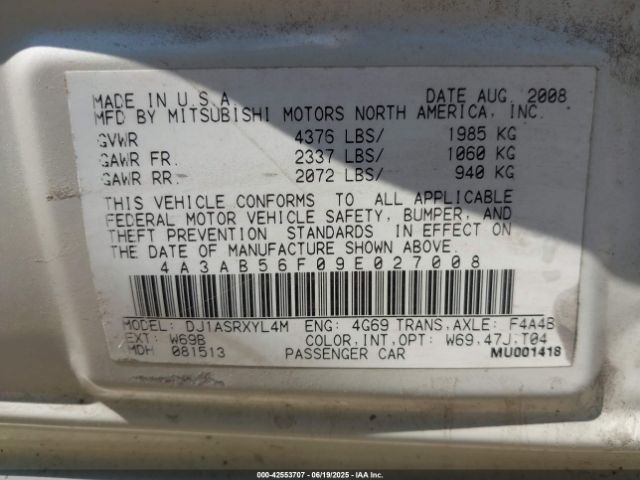 MADE IN U.S.A. DATE AUG. 2008
MFD BY MITSUBISHI MOTORS NORTH AMERICA, INC.
GVWR 4376 LBS/ 1985 KG
GAWR FR. 2337 LBS/ 1060 KG
GAWR RR. 2072 LBS/ 940 KG
THIS VEHICLE CONFORMS TO ALL APPLICABLE
FEDERAL MOTOR VEHICLE SAFETY, BUMPER, AND
THEFT PREVENTION STANDARDS IN EFFECT ON
THE DATE OF MANUFACTURE SHOWN ABOVE.
4A3AB56F09E027008
MODEL: DJ1ASRXYL4M ENG: 4G69 TRANS,AXLE: F4A4B
EXT: W69B COLOR,INT,OPT: W69,47J,T04
MDH 081513 PASSENGER CAR MU001418
000-42553707 - 06/19/2025 - IAA Inc.